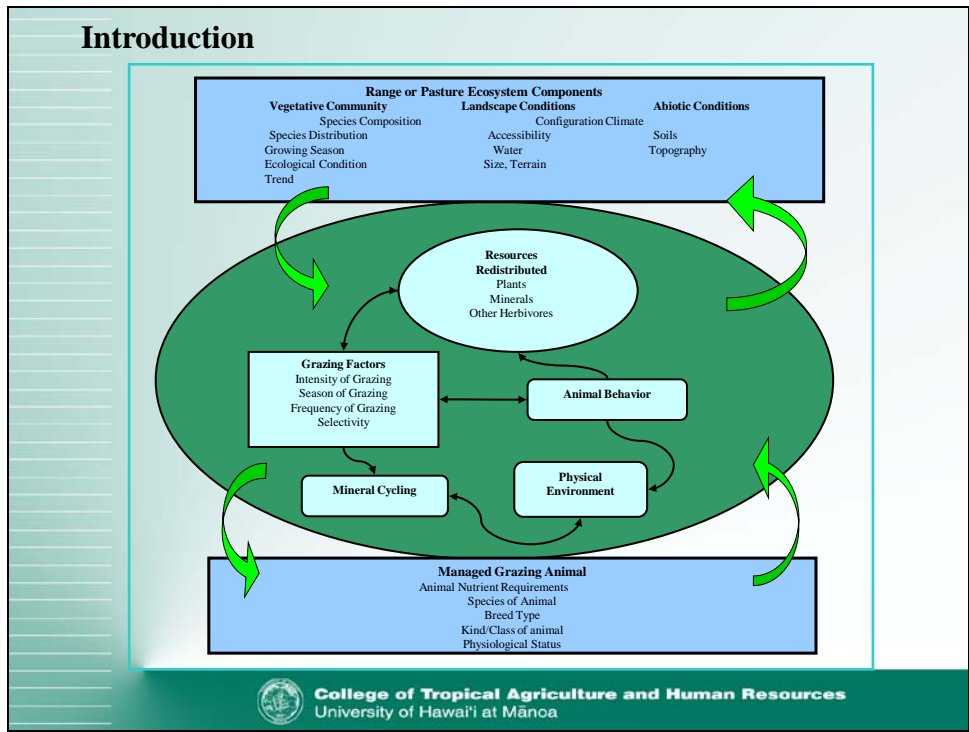 Introduction
Range or Pasture Ecosystem Components
Vegetative Community Landscape Conditions Abiotic Conditions
Species Composition Configuration Climate
Species Distribution Accessibility Soils
Growing Season Water Topography
Ecological Condition Size, Terrain
Trend
Resources
Redistributed
Plants
Minerals
Other Herbivores
Grazing Factors
Intensity of Grazing
Season of Grazing
Frequency of Grazing
Selectivity
Animal Behavior
Mineral Cycling
Physical
Environment
Managed Grazing Animal
Animal Nutrient Requirements
Species of Animal
Breed Type
Kind/Class of animal
Physiological Status
College of Tropical Agriculture and Human Resources
University of Hawai'i at Mānoa